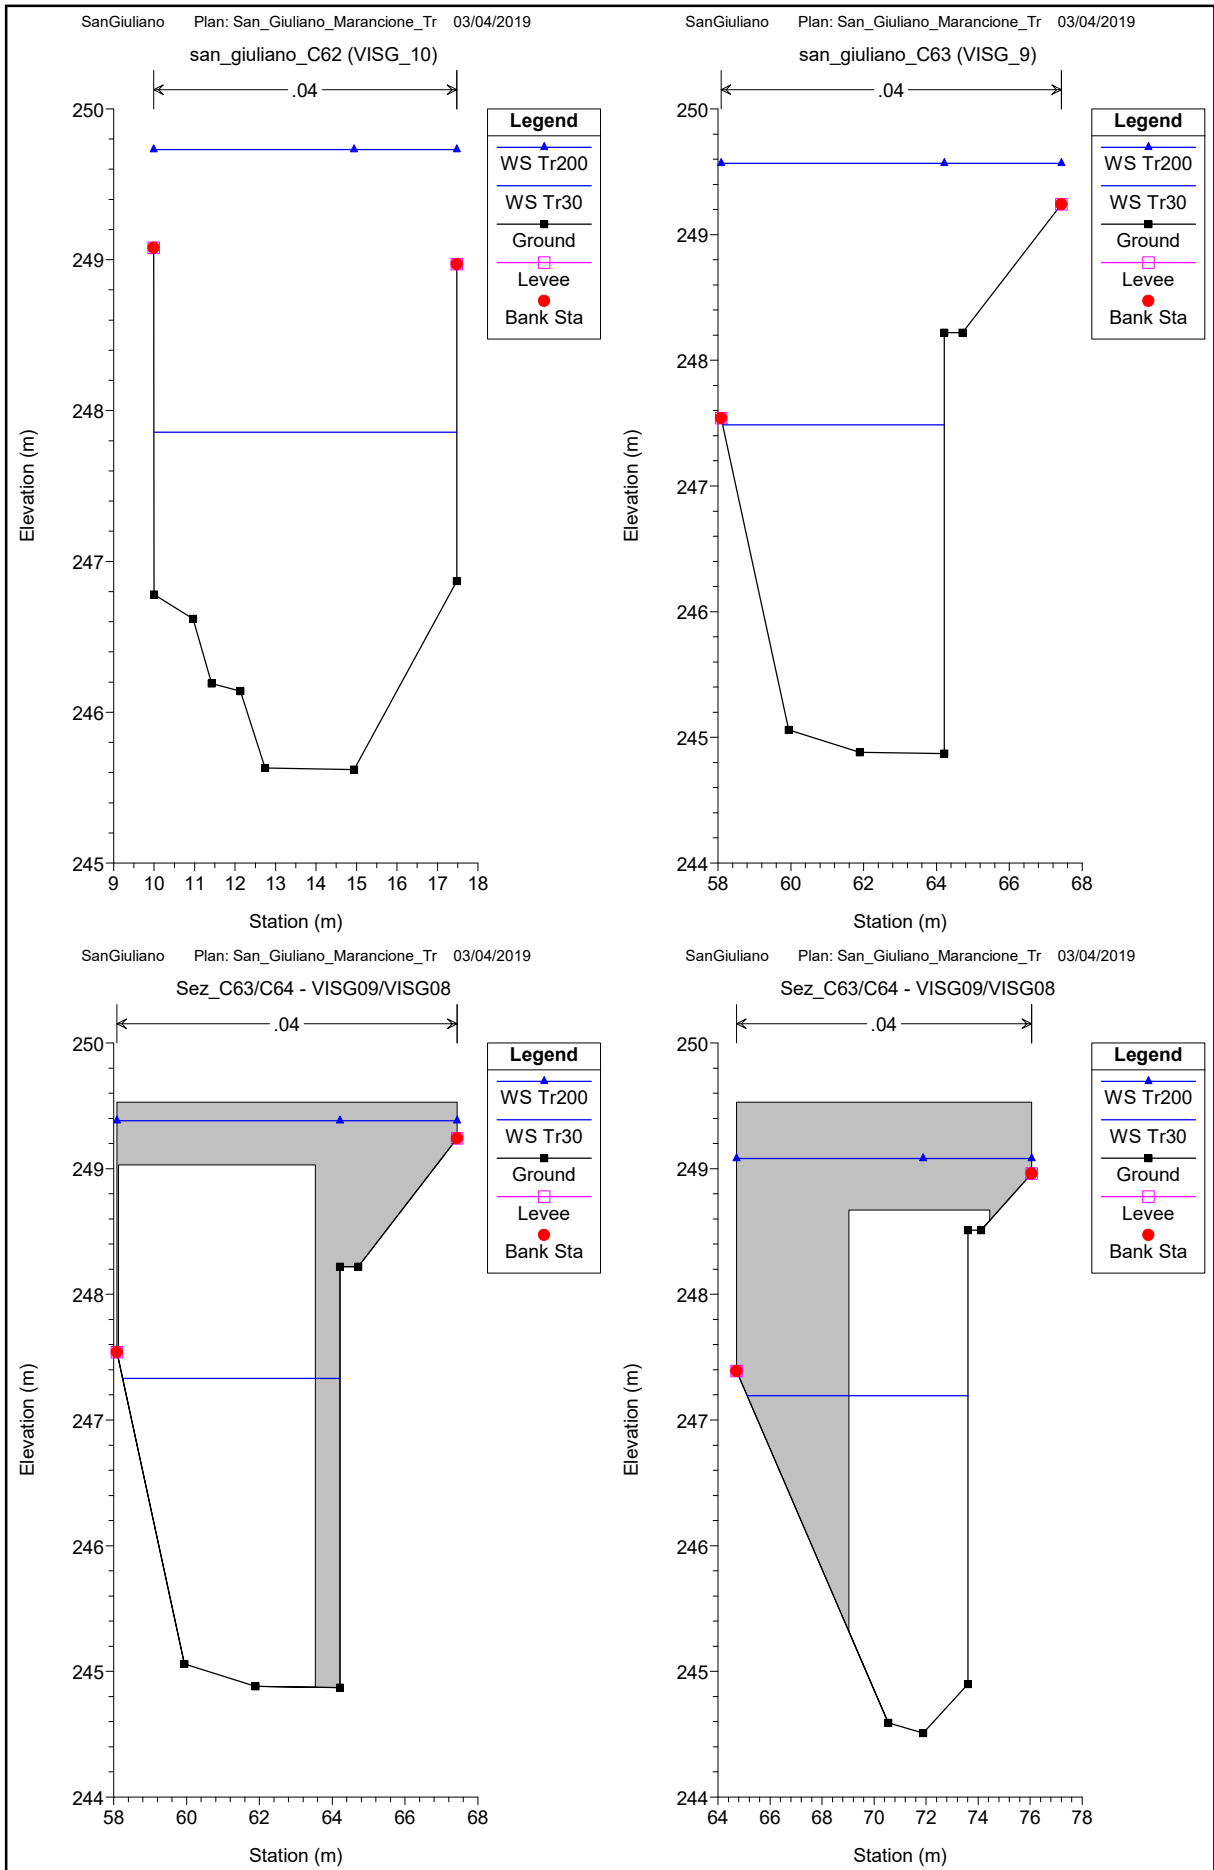 SanGiuliano Plan: San_Giuliano_Marancione_Tr 03/04/2019
san_giuliano_C62 (VISG_10)
.04
250
249
248
247
246
245
Elevation (m)
9 10 11 12 13 14 15 16 17 18
Station (m)
Legend
WS Tr200
WS Tr30
Ground
Levee
Bank Sta
SanGiuliano Plan: San_Giuliano_Marancione_Tr 03/04/2019
san_giuliano_C63 (VISG_9)
.04
250
249
248
247
246
245
244
Elevation (m)
58 60 62 64 66 68
Station (m)
Legend
WS Tr200
WS Tr30
Ground
Levee
Bank Sta
SanGiuliano Plan: San_Giuliano_Marancione_Tr 03/04/2019
Sez_C63/C64 - VISG09/VISG08
.04
250
249
248
247
246
245
244
Elevation (m)
58 60 62 64 66 68
Station (m)
Legend
WS Tr200
WS Tr30
Ground
Levee
Bank Sta
SanGiuliano Plan: San_Giuliano_Marancione_Tr 03/04/2019
Sez_C63/C64 - VISG09/VISG08
.04
250
249
248
247
246
245
244
Elevation (m)
64 66 68 70 72 74 76 78
Station (m)
Legend
WS Tr200
WS Tr30
Ground
Levee
Bank Sta